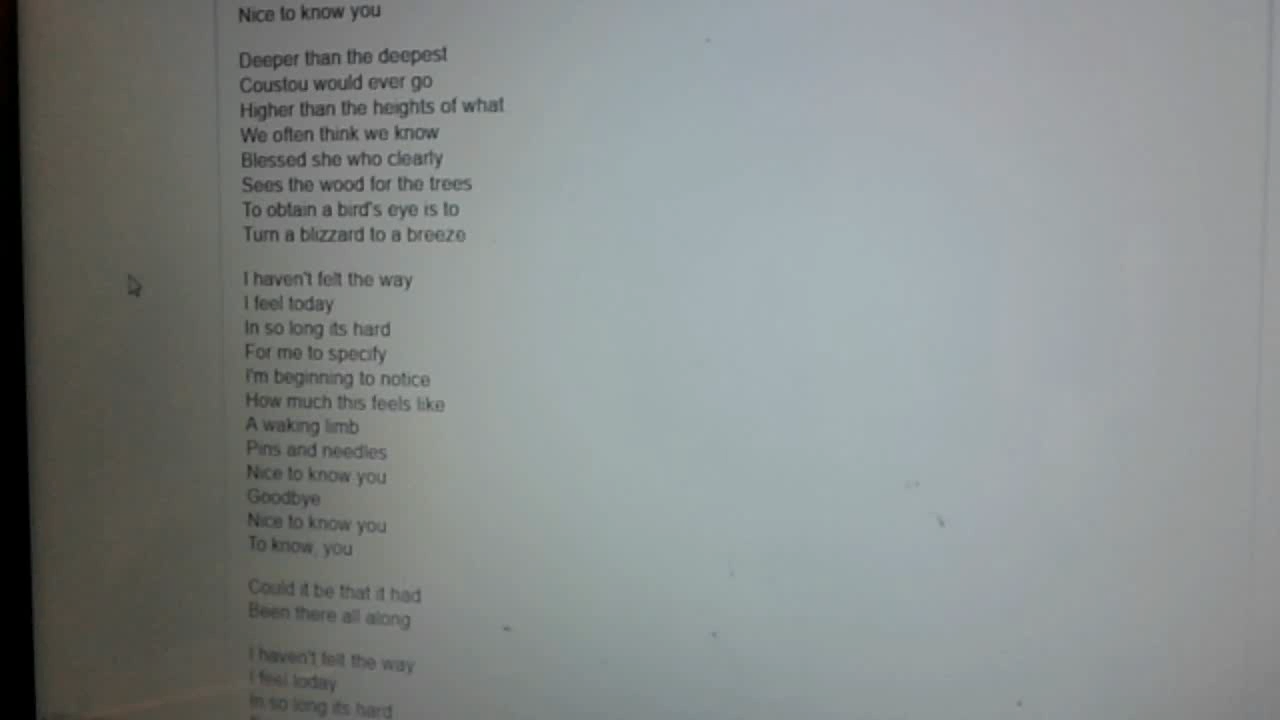 Nice to know you
Deeper than the deepest
Coustou would ever go
Higher than the heights of what
We often think we know
Blessed she who clearly
Sees the wood for the trees
To obtain a bird's eye is to
Turn a blizzard to a breeze
I haven't felt the way
I feel today
In so long its hard
For me to specify
I'm beginning to notice
How much this feels like
A waking limb
Pins and needles
Nice to know you
Goodbye
Nice to know you
To know, you
Could it be that it had
Been there all along
I haven't felt the way
I feel today
In so long its hard